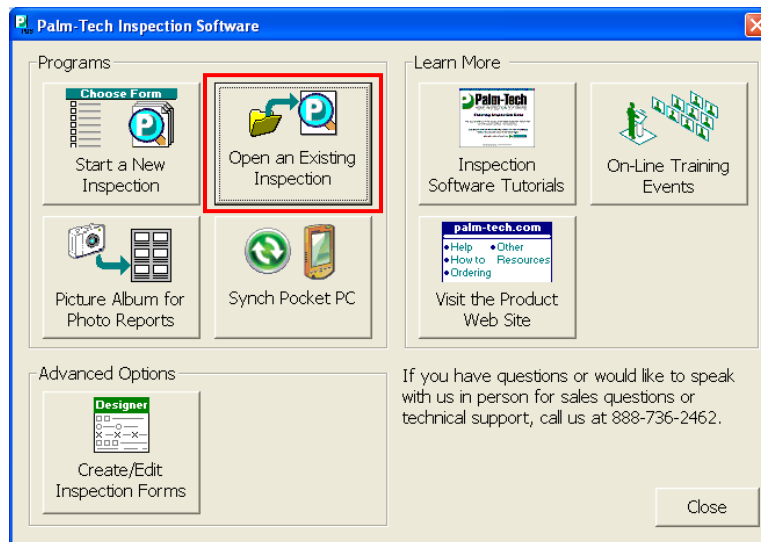 Palm-Tech Inspection Software
Programs
Choose Form
Start a New
Inspection
Open an Existing
Inspection
Picture Album for
Photo Reports
Synch Pocket PC
Learn More
Palm-Tech
Inspection
Software Tutorials
On-Line Training
Events
palm-tech.com
•Help •Other
•How to Resources
•Ordering
Visit the Product
Web Site
Advanced Options
Designer
Create/Edit
Inspection Forms
If you have questions or would like to speak
with us in person for sales questions or
technical support, call us at 888-736-2462.
Close